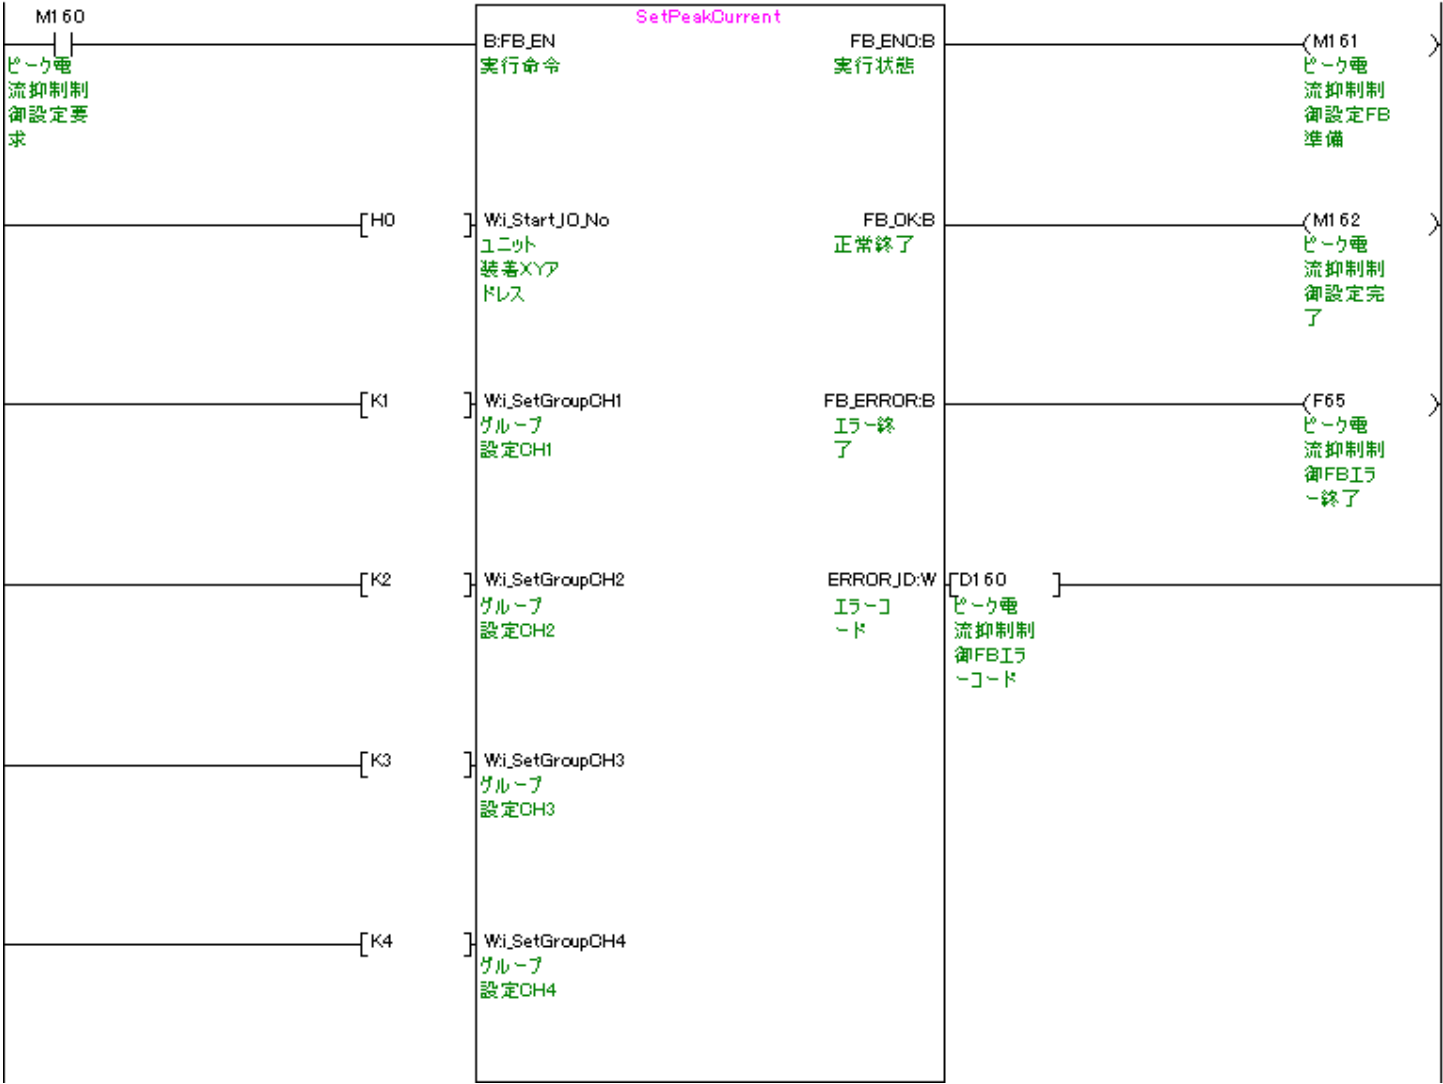 M160
SetPeakCurrent
B:FB_EN
FB_ENO:B
M161
ピーク電
流抑制制
御設定要
求
実行命令
実行状態
ピーク電
流抑制制
御設定FB
準備
H0
W:i_Start_IO_No
FB_OK:B
M162
ユニット
装着XYア
ドレス
正常終了
ピーク電
流抑制制
御設定完
了
K1
W:i_SetGroupCH1
FB_ERROR:B
F65
グループ
設定CH1
エラー終
了
ピーク電
流抑制制
御FBエラ
ー終了
K2
W:i_SetGroupCH2
ERROR_ID:W
D160
グループ
設定CH2
エラーコ
ード
ピーク電
流抑制制
御FBエラ
ーコード
K3
W:i_SetGroupCH3
グループ
設定CH3
K4
W:i_SetGroupCH4
グループ
設定CH4